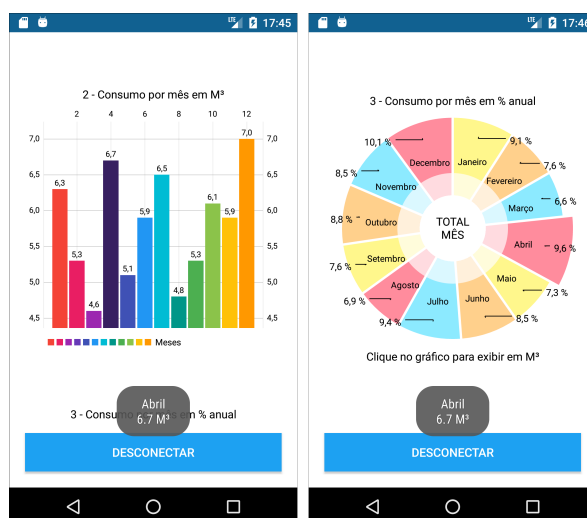 LTE 17:45
2 - Consumo por mês em M³
2 4 6 8 10 12
7,0 7,0
6,5 6,5
6,0 6,0
5,5 5,5
5,0 5,0
4,5 4,5
6,3 5,3 4,6 6,7 5,1 5,9 6,5 4,8 5,3 6,1 5,9 7,0
Meses
3 - Consumo por mês em % anual
Abril
6.7 M³
DESCONECTAR
LTE 17:46
3 - Consumo por mês em % anual
10,1 % Decembro
Janeiro 9,1 %
Fevereiro 7,6 %
Março 6,6 %
Abril 9,6 %
Maio 7,3 %
Junho 8,5 %
Julho 9,4 %
Agosto 6,9 %
Setembro 7,6 %
Outubro 8,8 %
Novembro 8,5 %
TOTAL
MÊS
Clique no gráfico para exibir em M³
Abril
6.7 M³
DESCONECTAR